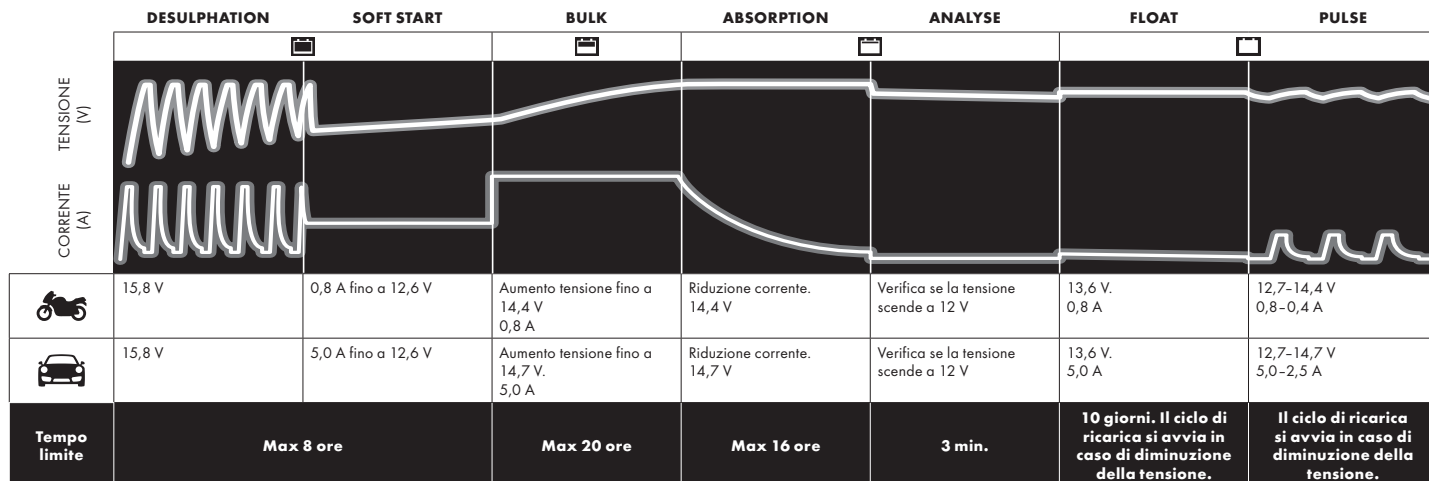 DESULPHATION SOFT START BULK ABSORPTION ANALYSE FLOAT PULSE
TENSIONE
(V)
CORRENTE
(A)
15,8 V
0,8 A fino a 12,6 V
Aumento tensione fino a
14,4 V
0,8 A
Riduzione corrente.
14,4 V
Verifica se la tensione
scende a 12 V
13,6 V.
0,8 A
12,7–14,4 V
0,8–0,4 A
15,8 V
5,0 A fino a 12,6 V
Aumento tensione fino a
14,7 V.
5,0 A
Riduzione corrente.
14,7 V
Verifica se la tensione
scende a 12 V
13,6 V.
5,0 A
12,7–14,7 V
5,0–2,5 A
Tempo
limite
Max 8 ore
Max 20 ore
Max 16 ore
3 min.
10 giorni. Il ciclo di
ricarica si avvia in
caso di diminuzione
della tensione.
Il ciclo di ricarica
si avvia in caso di
diminuzione della
tensione.